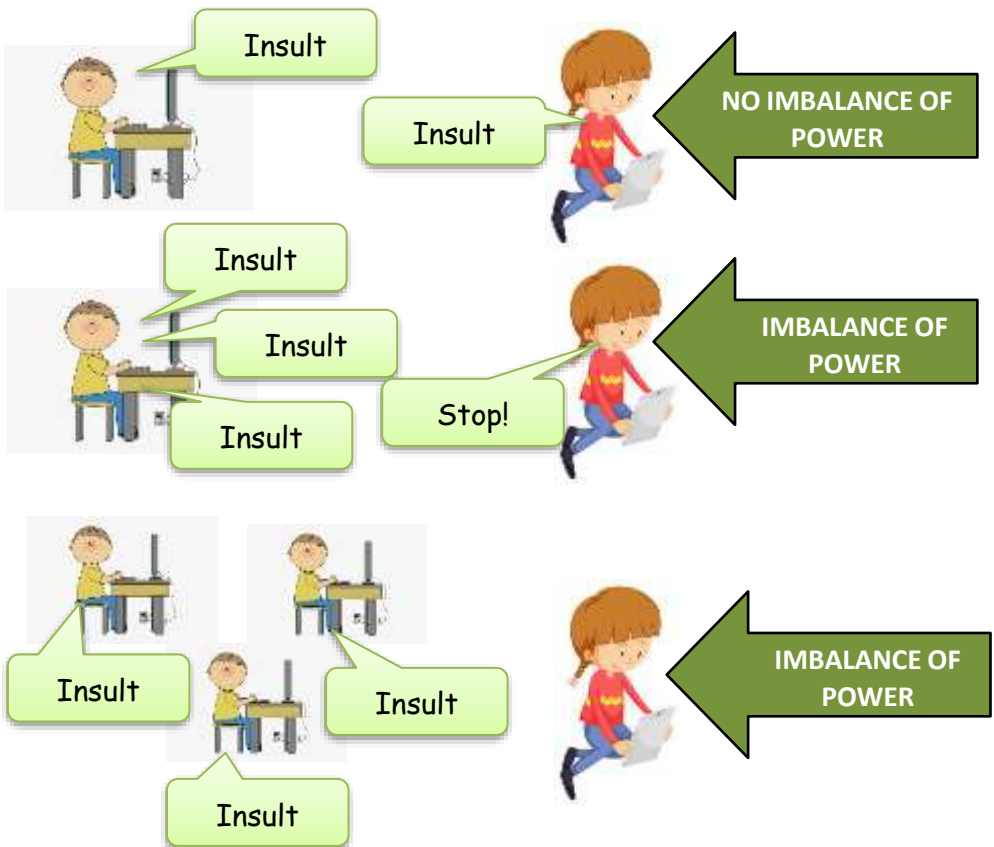 Insult
Insult
NO IMBALANCE OF
POWER
Insult
Insult
Insult
Stop!
IMBALANCE OF
POWER
Insult
Insult
Insult
IMBALANCE OF
POWER